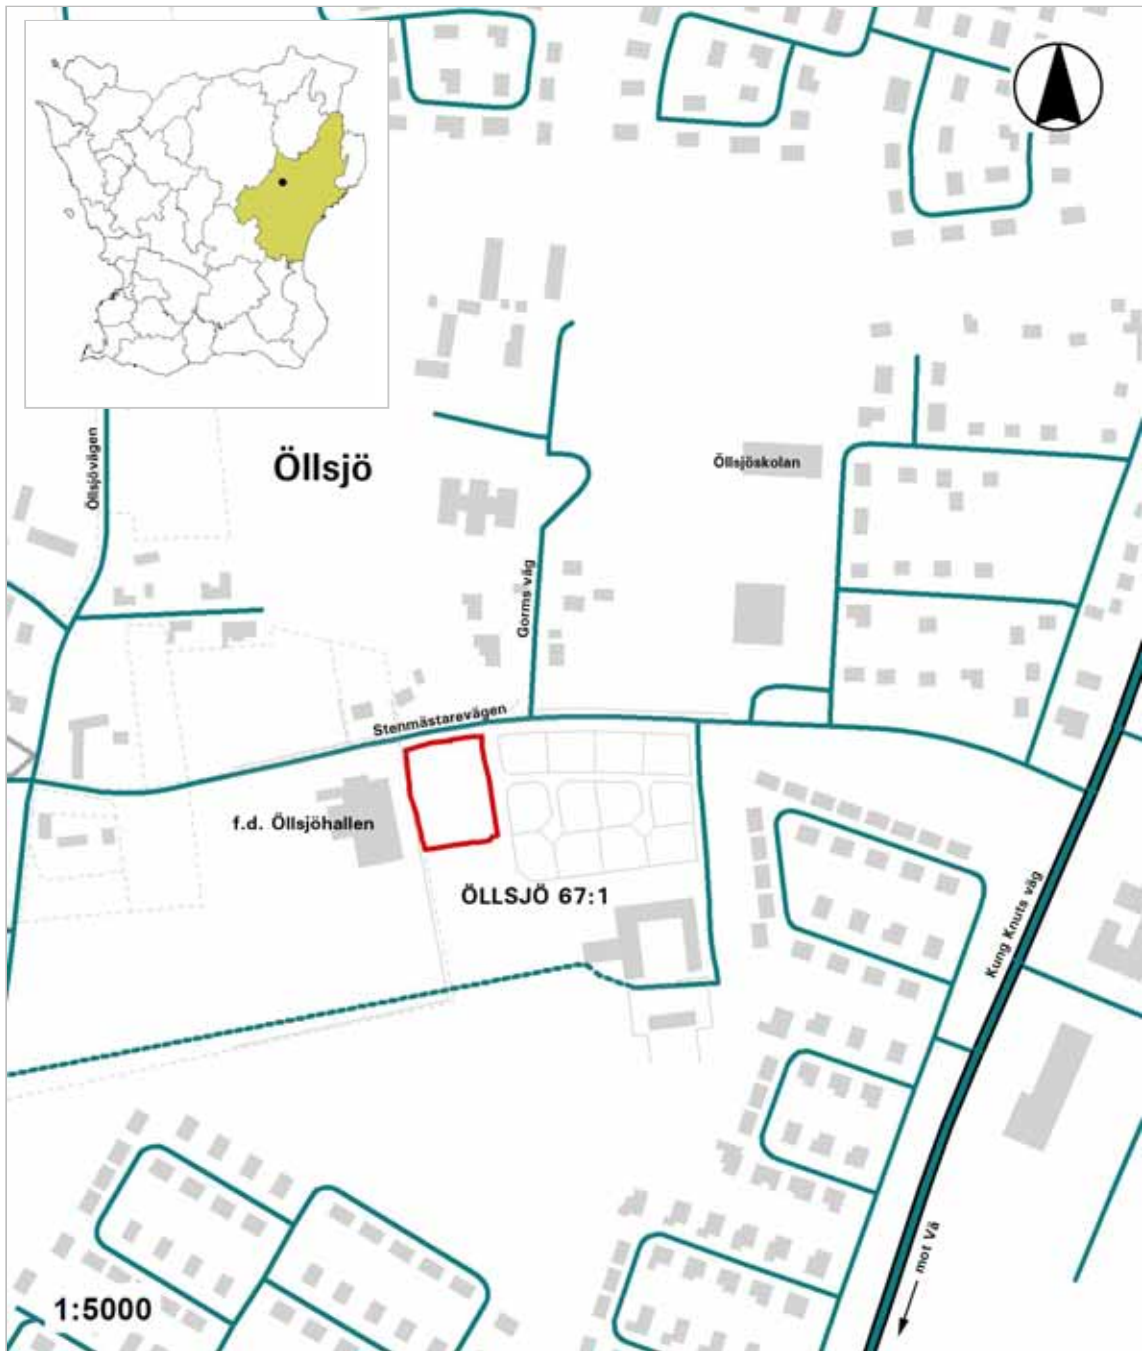 Öllsjövägen
Öllsjö
Öllsjöskolan
Gorms väg
Stenmästarevägen
f.d. Öllsjöhallen
ÖLLSJÖ 67:1
Kung Knuts väg
mot Vä
1:5000